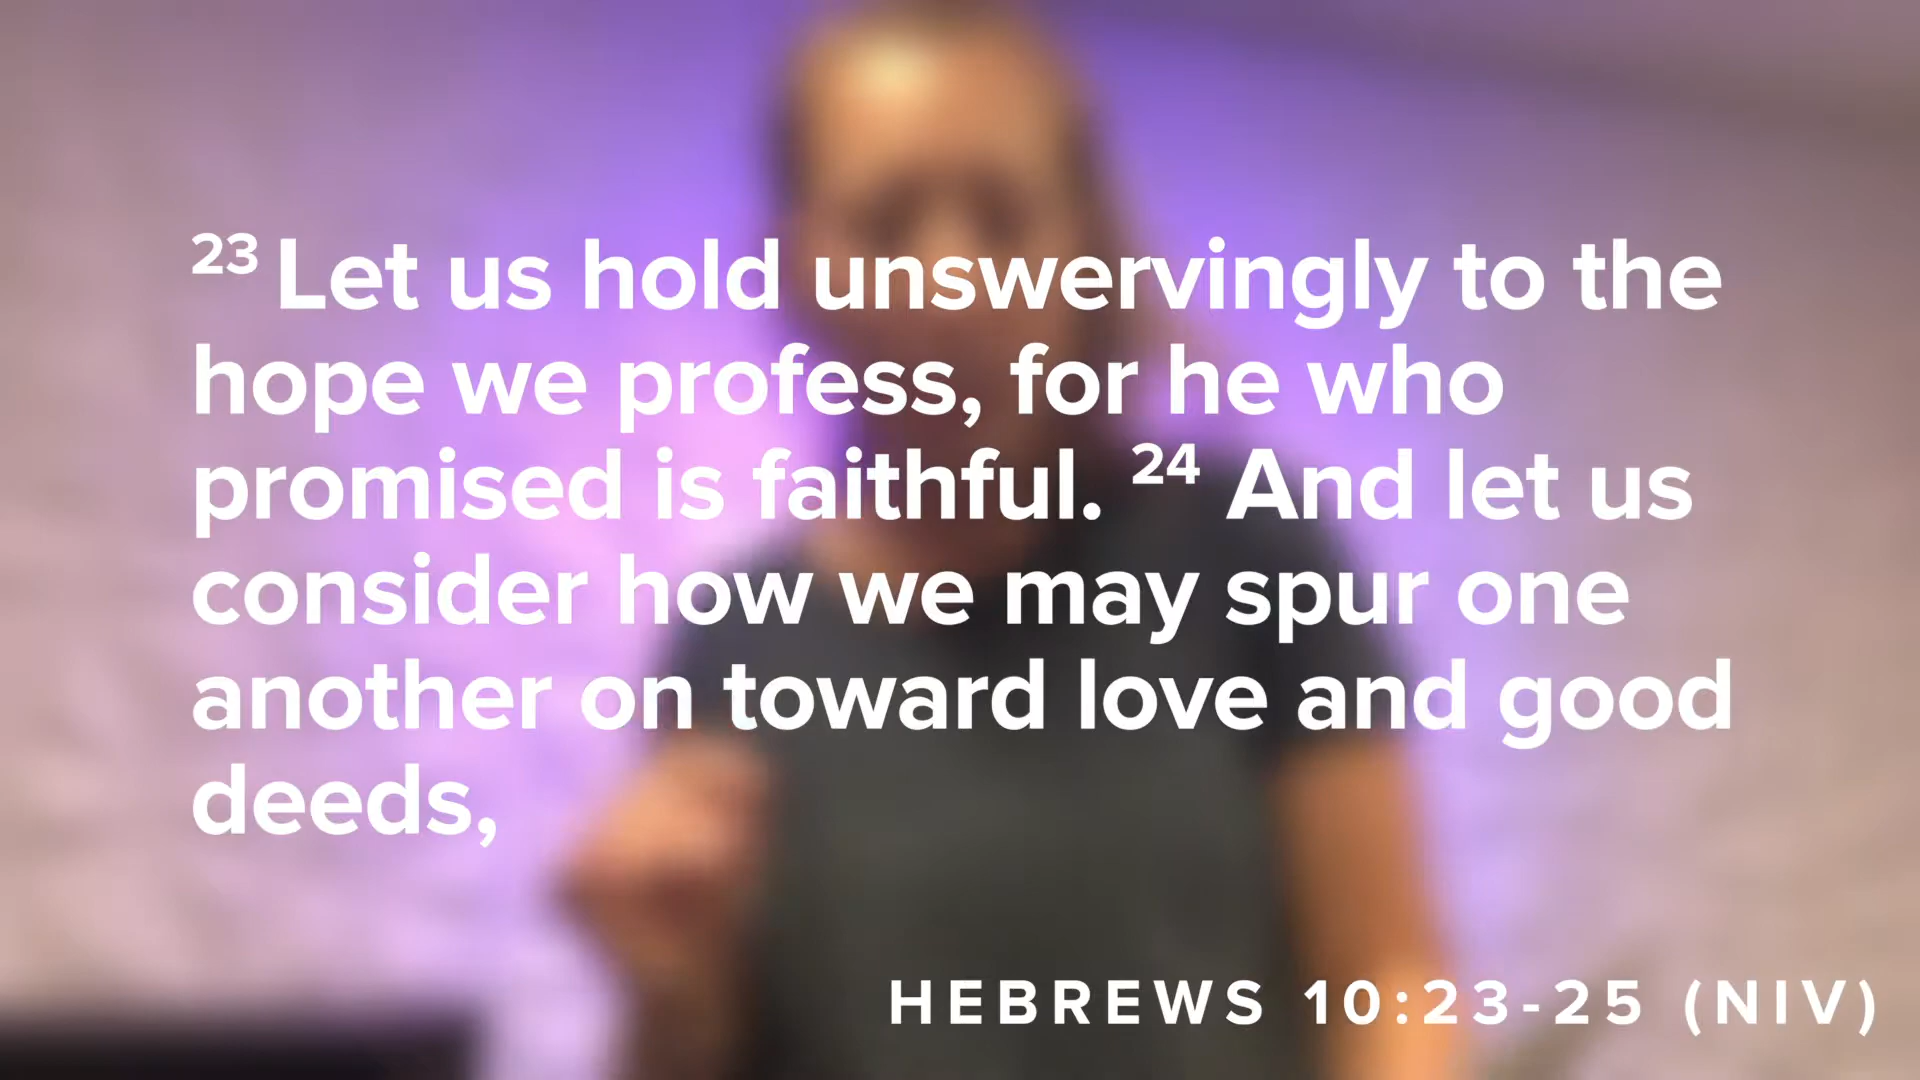 23 Let us hold unswervingly to the
hope we profess, for he who
promised is faithful. 24 And let us
consider how we may spur one
another on toward love and good
deeds,
HEBREWS 10:23-25 (NIV)